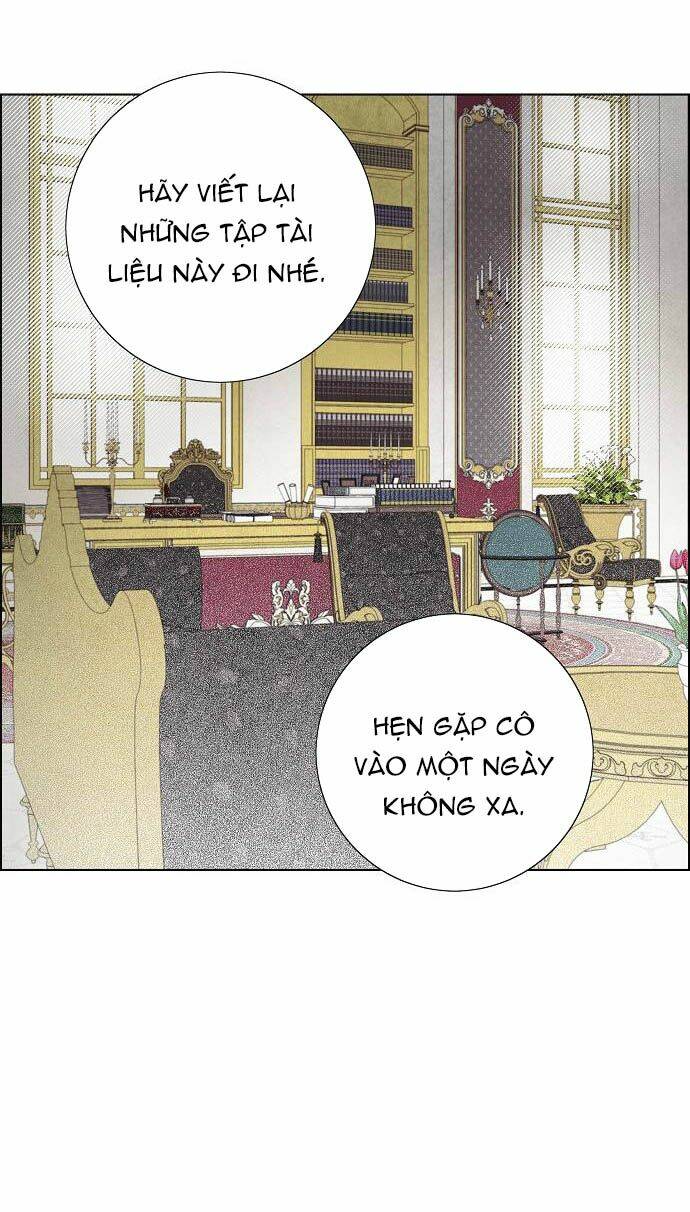 HÃY VIẾT LẠI
NHỮNG TẬP TÀI
LIỆU NÀY ĐI NHÉ.
HẸN GẶP CÔ
VÀO MỘT NGÀY
KHÔNG XA.